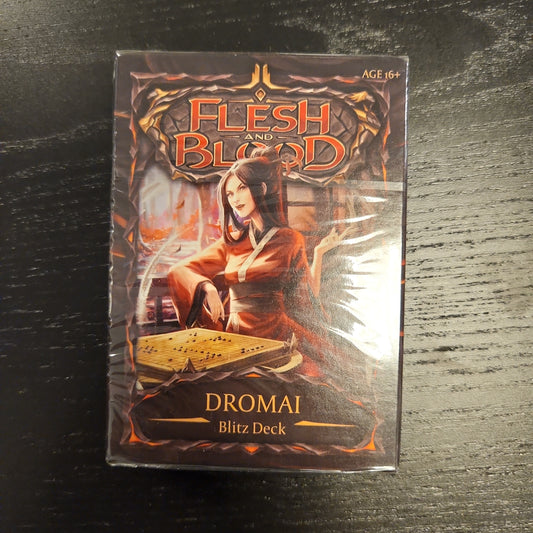 AGE 16+
FLESH
AND
BLOOD
DROMAI
Blitz Deck